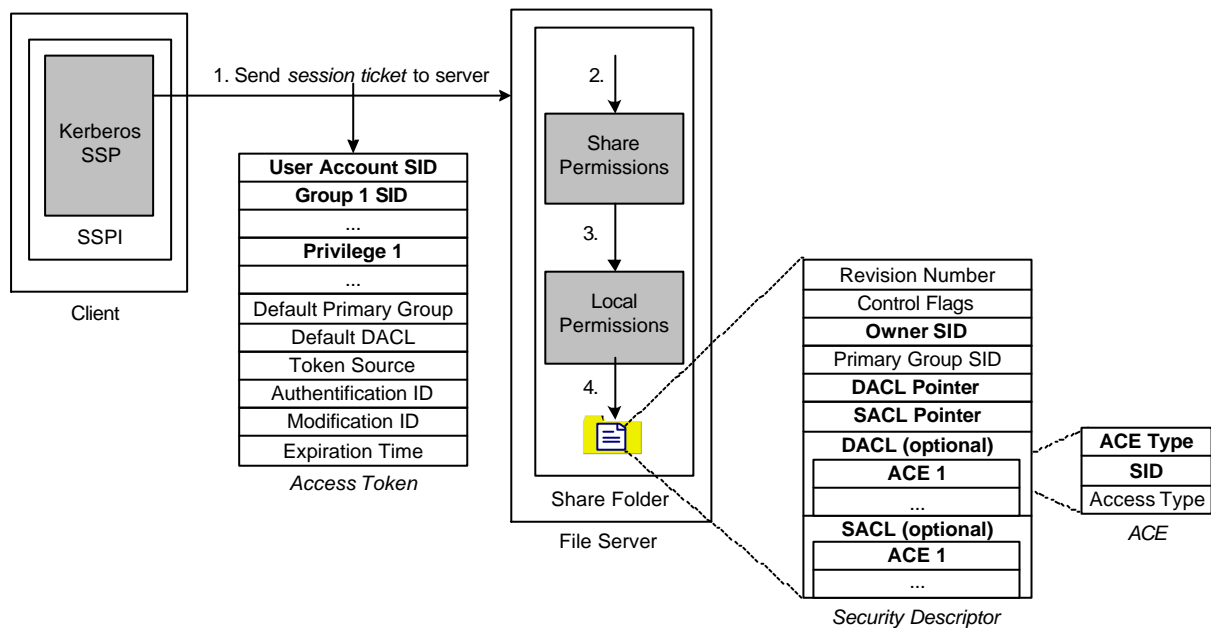 1. Send session ticket to server
Kerberos
SSP
SSPI
Client
User Account SID
Group 1 SID
...
Privilege 1
...
Default Primary Group
Default DACL
Token Source
Authentification ID
Modification ID
Expiration Time
Access Token
2.
Share
Permissions
3.
Local
Permissions
4.
Share Folder
File Server
Revision Number
Control Flags
Owner SID
Primary Group SID
DACL Pointer
SACL Pointer
DACL (optional)
ACE 1
...
SACL (optional)
ACE 1
...
Security Descriptor
ACE Type
SID
Access Type
ACE